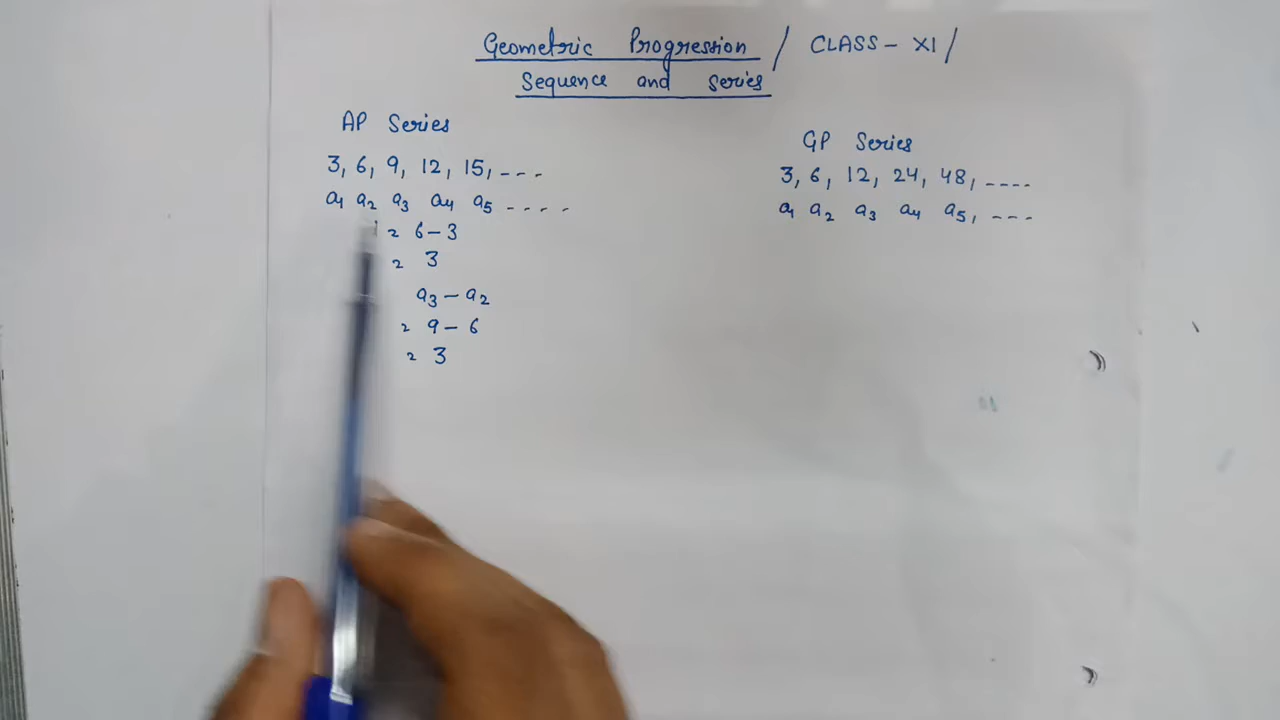 Geometric Progression / CLASS - XI /
Sequence and Series
AP Series
3, 6, 9, 12, 15, ---
a1 a2 a3 a4 a5 ----
= 6 - 3
= 3
a3 - a2
= 9 - 6
= 3
GP Series
3, 6, 12, 24, 48, ----
a1 a2 a3 a4 a5, ---